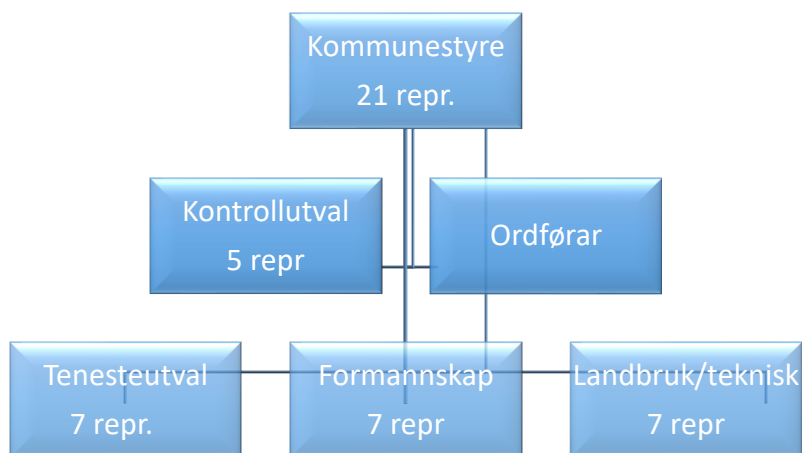 Kommunestyre
21 repr.
Kontrollutval
5 repr
Ordførar
Tenesteutval
7 repr.
Formannskap
7 repr
Landbruk/teknisk
7 repr